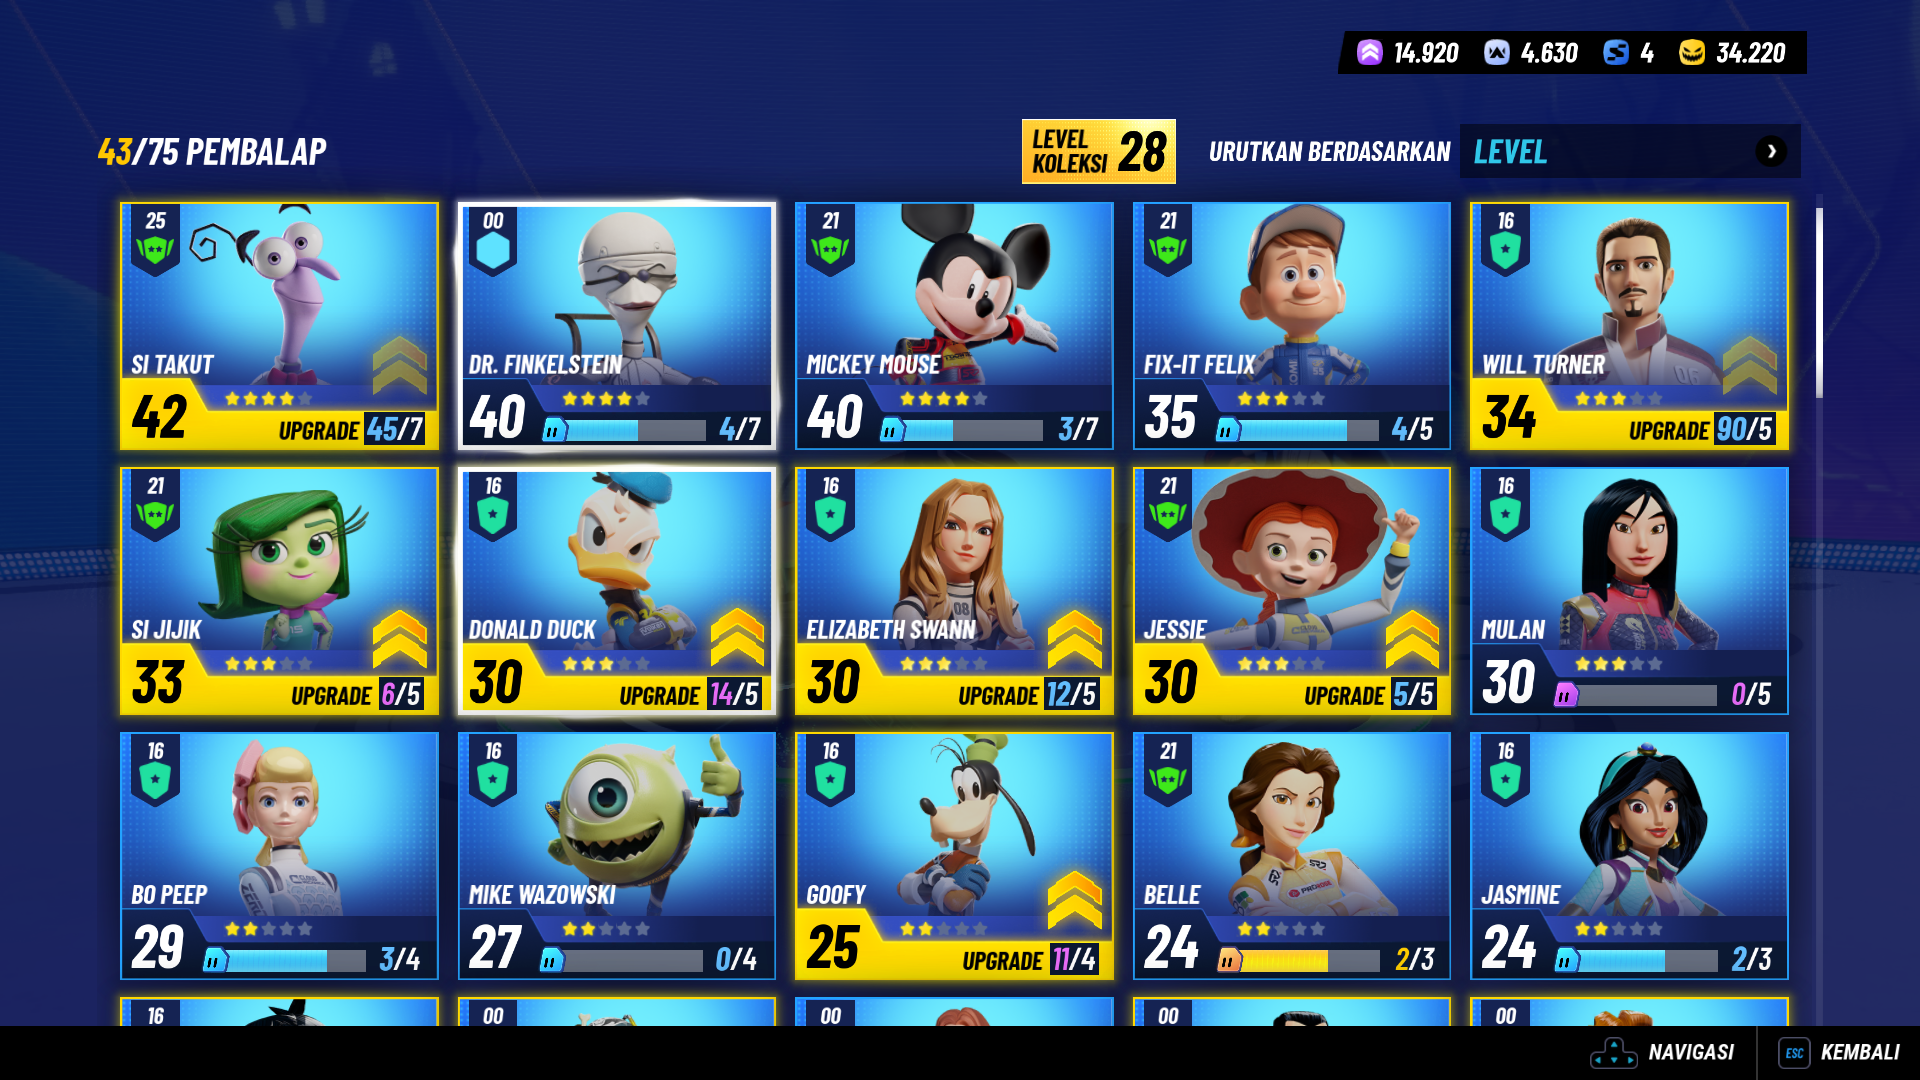 14.920 4.630 4 34.220
43/75 PEMBALAP
LEVEL KOLEKSI 28
URUTKAN BERDASARKAN LEVEL
25
SI TAKUT
42
UPGRADE 45/7
00
DR. FINKELSTEIN
40
4/7
21
MICKEY MOUSE
40
3/7
21
FIX-IT FELIX
35
4/5
16
WILL TURNER
34
UPGRADE 90/5
21
SI JIJIK
33
UPGRADE 6/5
16
DONALD DUCK
30
UPGRADE 14/5
16
ELIZABETH SWANN
08
30
UPGRADE 12/5
21
JESSIE
30
UPGRADE 5/5
16
MULAN
30
0/5
16
BO PEEP
29
3/4
16
MIKE WAZOWSKI
27
0/4
16
GOOFY
25
UPGRADE 11/4
21
BELLE
24
2/3
16
JASMINE
24
2/3
16
00
00
00
00
NAVIGASI
ESC KEMBALI